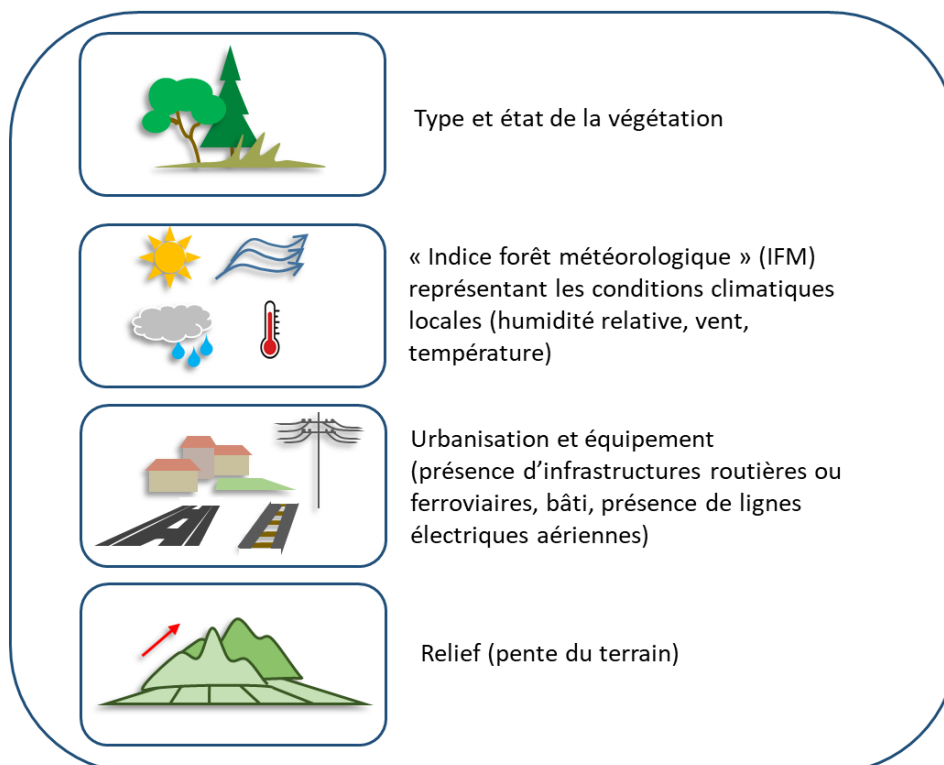 Type et état de la végétation
« Indice forêt météorologique » (IFM)
représentant les conditions climatiques
locales (humidité relative, vent,
température)
Urbanisation et équipement
(présence d’infrastructures routières ou
ferroviaires, bâti, présence de lignes
électriques aériennes)
Relief (pente du terrain)